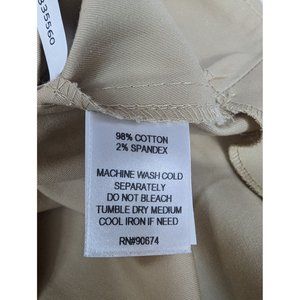 335560
98% COTTON
2% SPANDEX
MACHINE WASH COLD
SEPARATELY
DO NOT BLEACH
TUMBLE DRY MEDIUM
COOL IRON IF NEED
RN#90674